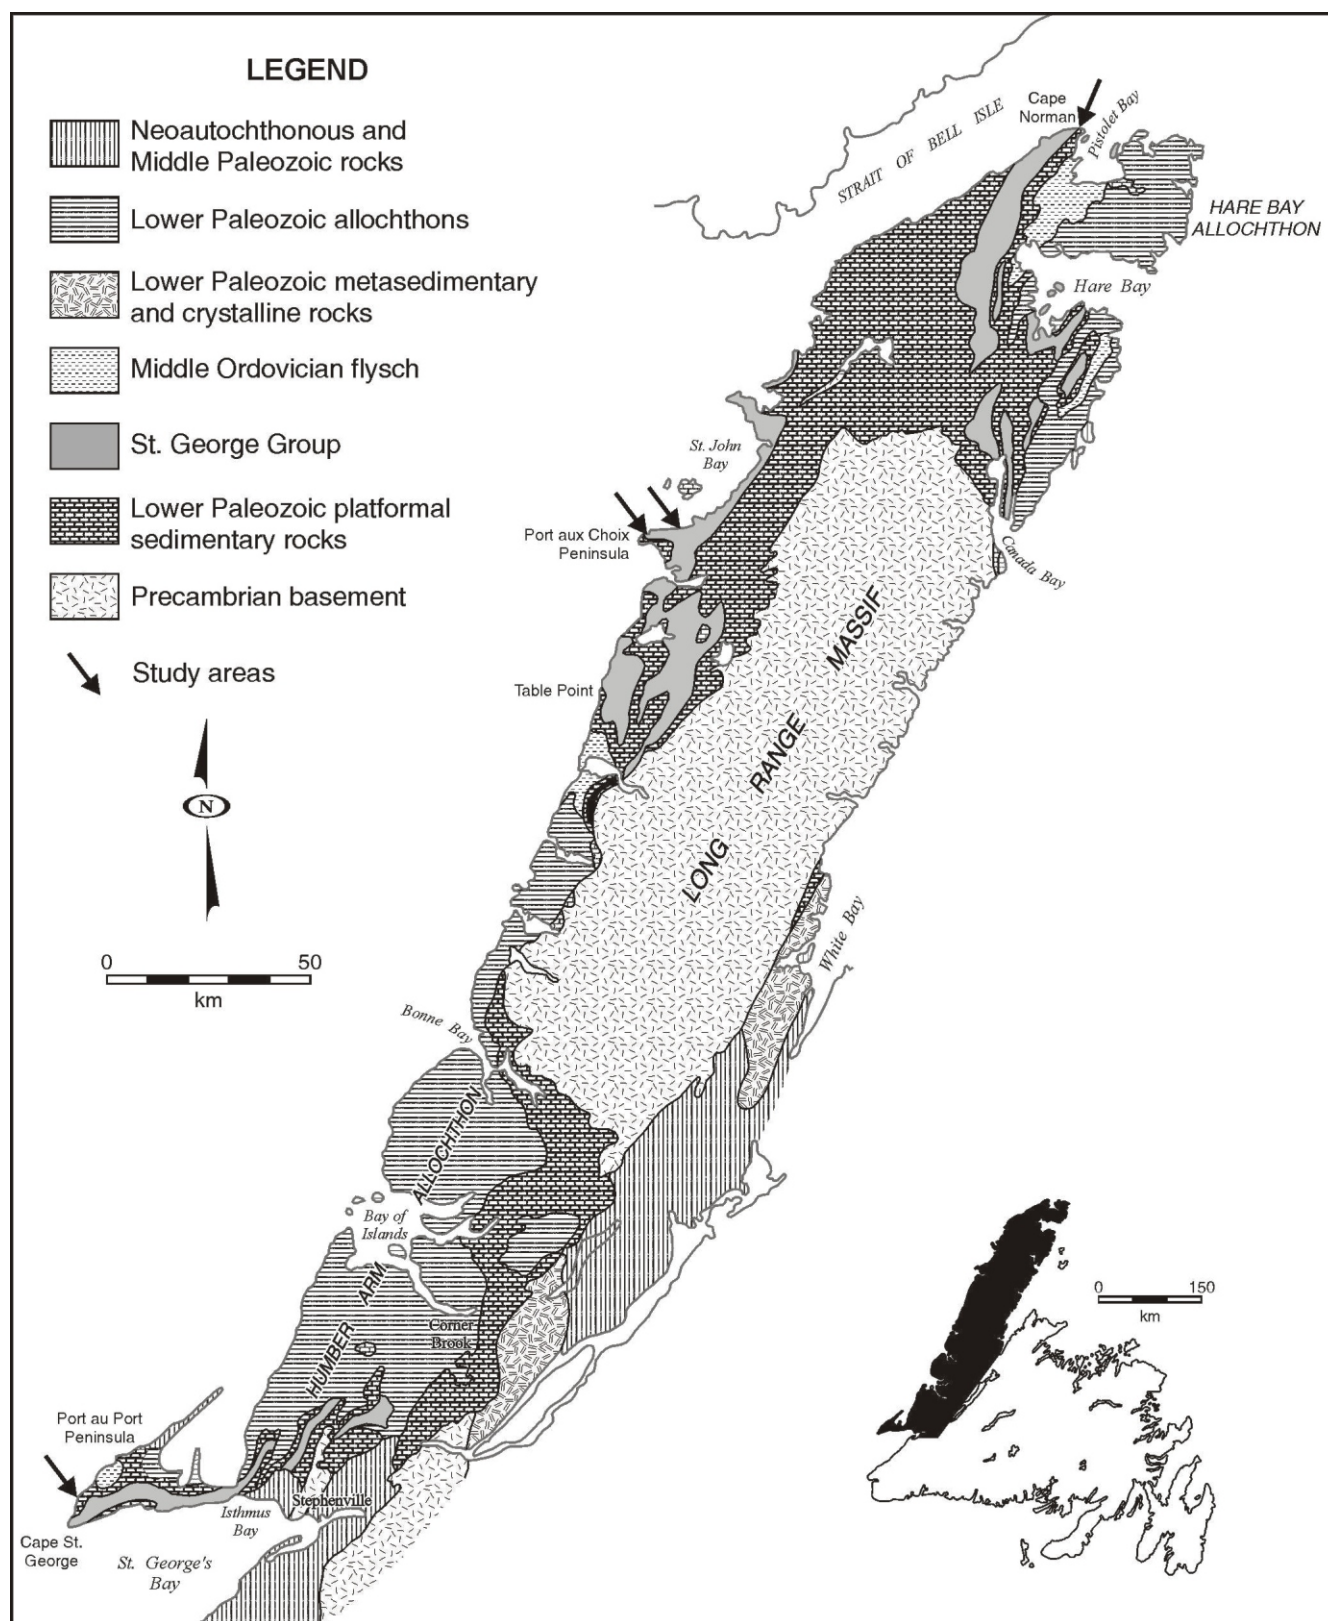 LEGEND
Neoautochthonous and
Middle Paleozoic rocks
Lower Paleozoic allochthons
Lower Paleozoic metasedimentary
and crystalline rocks
Middle Ordovician flysch
St. George Group
Lower Paleozoic platformal
sedimentary rocks
Precambrian basement
Study areas
N
0 50
km
Cape
Norman
Pistolet Bay
STRAIT OF BELL ISLE
HARE BAY
ALLOCHTHON
Hare Bay
St. John
Bay
Port aux Choix
Peninsula
Canada Bay
Table Point
LONG RANGE MASSIF
White Bay
Bonne Bay
HUMBER ARM ALLOCHTHON
Bay of
Islands
Corner
Brook
Port au Port
Peninsula
Stephenville
Isthmus
Bay
Cape St.
George
St. George's
Bay
0 150
km